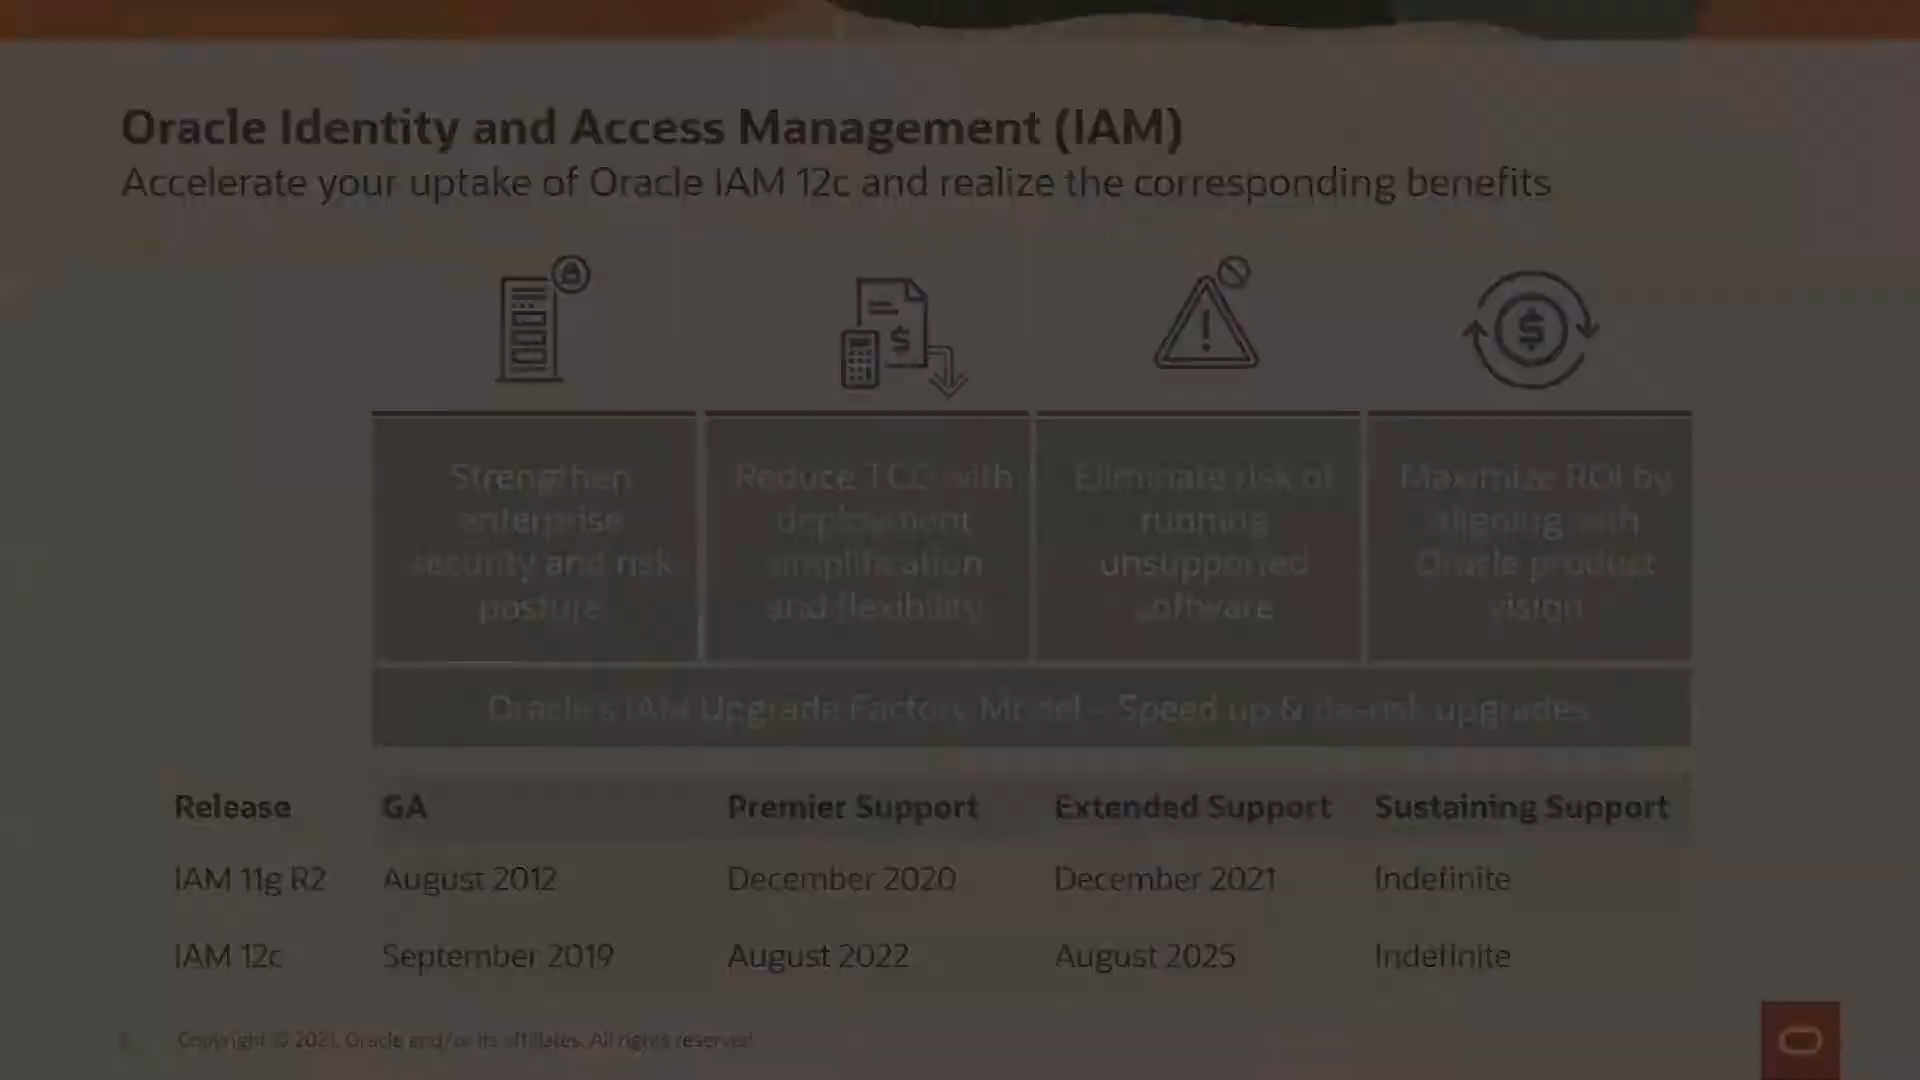 Oracle Identity and Access Management (IAM)
Accelerate your uptake of Oracle IAM 12c and realize the corresponding benefits
Strengthen
enterprise
security and risk
posture
Reduce TCO with
deployment
simplification
and flexibility
Eliminate risk of
running
unsupported
software
Maximize ROI by
aligning with
Oracle product
vision
Oracle's IAM Upgrade Factory Model – Speed up & de-risk upgrades
Release GA Premier Support Extended Support Sustaining Support
IAM 11g R2 August 2012 December 2020 December 2021 Indefinite
IAM 12c September 2019 August 2022 August 2025 Indefinite
Copyright © 2021, Oracle and/or its affiliates. All rights reserved.